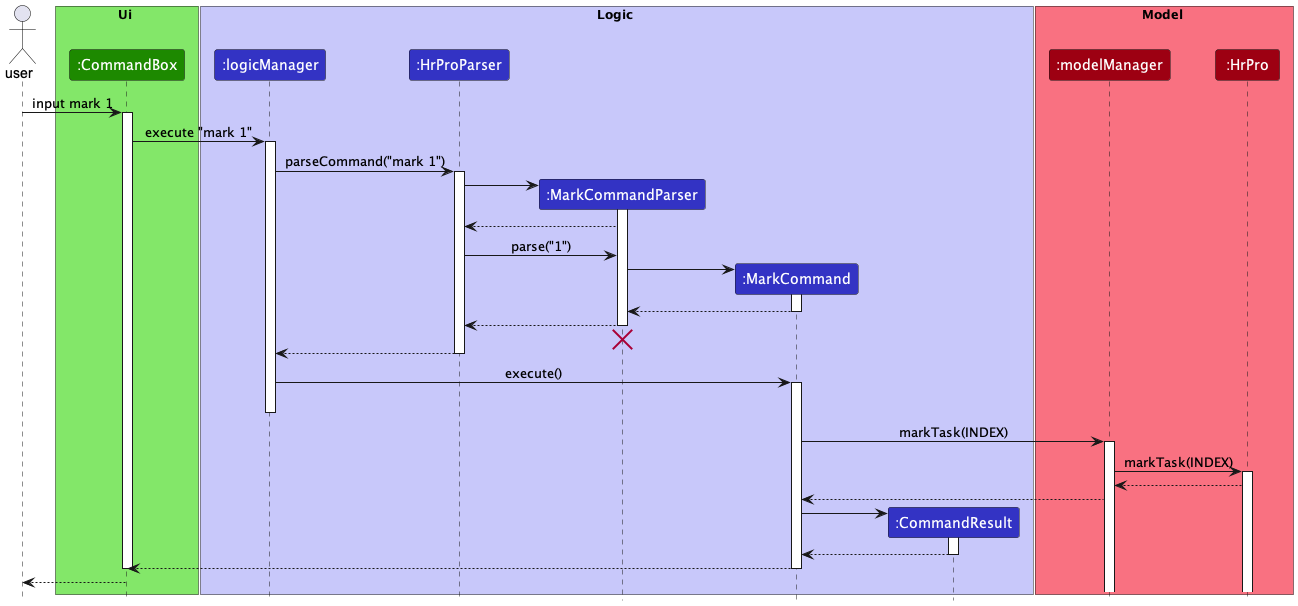 Ui
Logic
Model
user
:CommandBox
:logicManager
:HrProParser
:modelManager
:HrPro
input mark 1
execute "mark 1"
parseCommand("mark 1")
:MarkCommandParser
parse("1")
:MarkCommand
execute()
markTask(INDEX)
markTask(INDEX)
:CommandResult